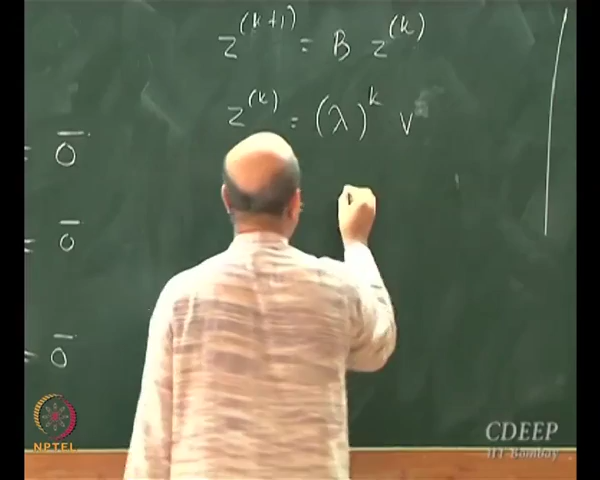 z^(k+1) = B z^(k)
z^(k) = (λ)^k v
= 0̅
= 0̅
= 0̅
NPTEL
CDEEP
IIT Bombay